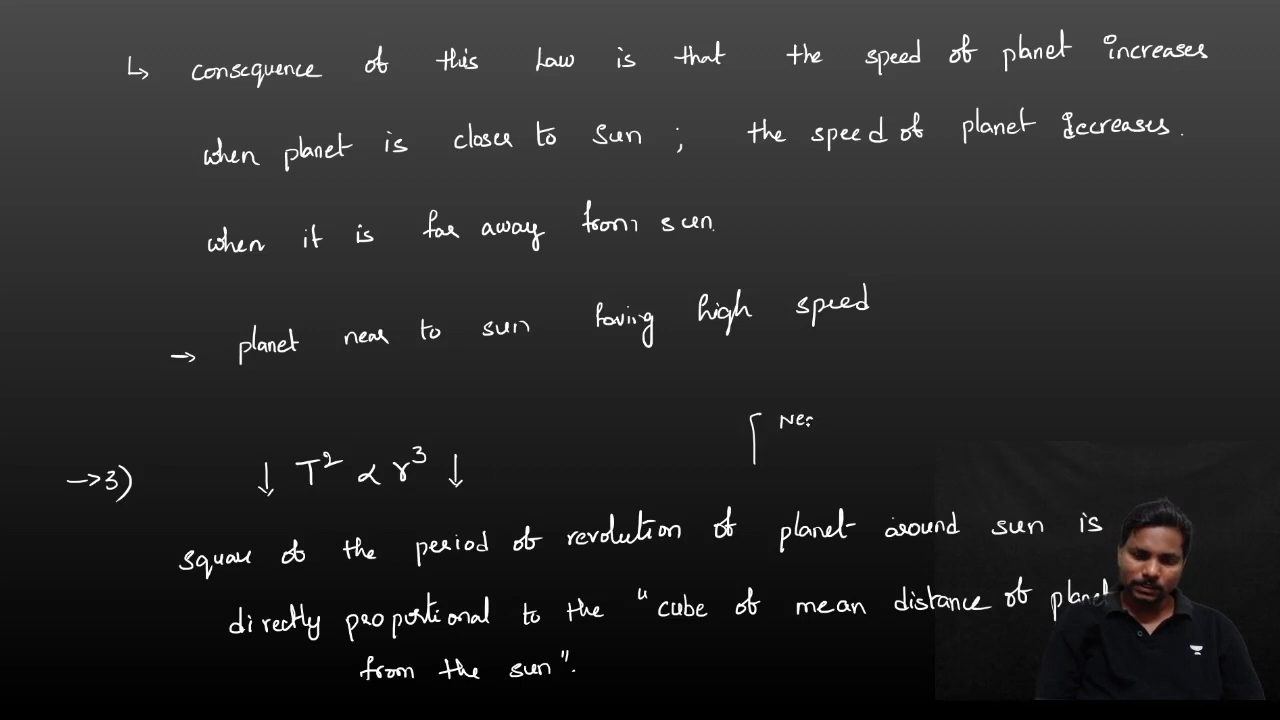 ↳ consequence of this Law is that the speed of planet increases
when planet is closer to sun ; the speed of planet decreases.
when it is far away from sun.
→ planet near to sun having high speed
Ne
→ 3) ↓ T² ∝ r³ ↓
square of the period of revolution of planet around sun is
directly proportional to the "cube of mean distance of planet
from the sun".